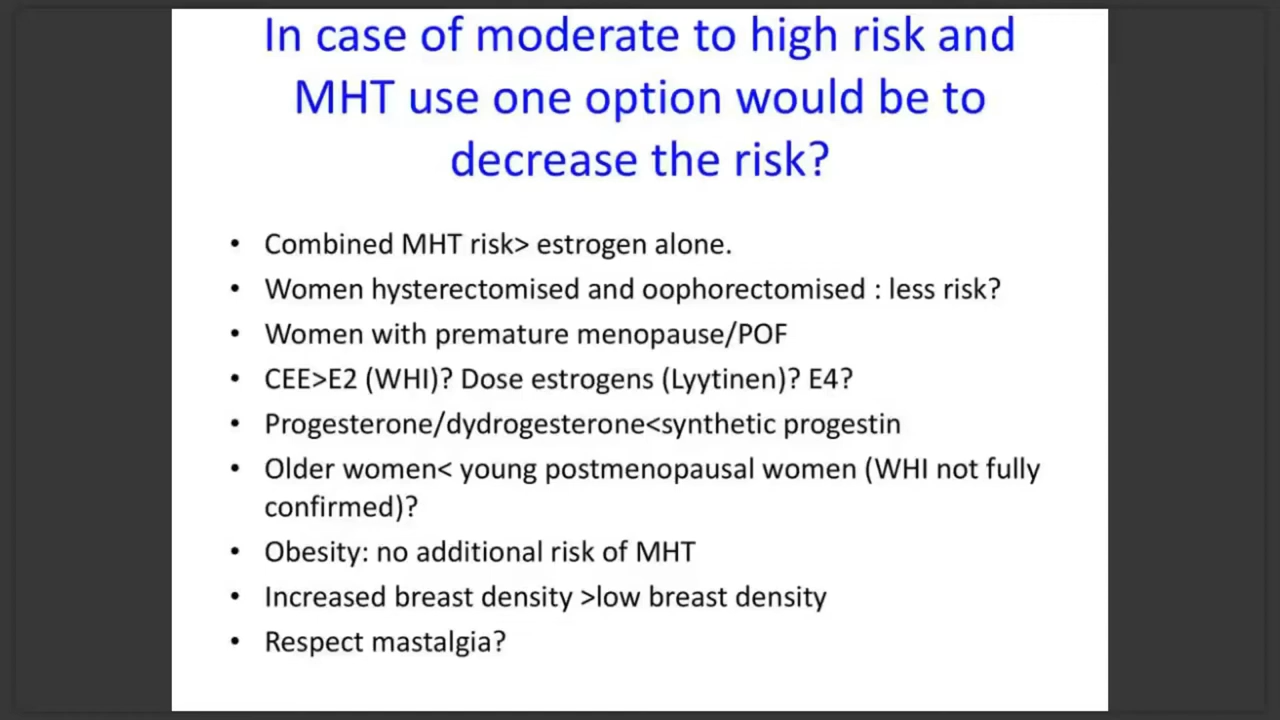 In case of moderate to high risk and
MHT use one option would be to
decrease the risk?
• Combined MHT risk> estrogen alone.
• Women hysterectomised and oophorectomised : less risk?
• Women with premature menopause/POF
• CEE>E2 (WHI)? Dose estrogens (Lyytinen)? E4?
• Progesterone/dydrogesterone<synthetic progestin
• Older women< young postmenopausal women (WHI not fully
confirmed)?
• Obesity: no additional risk of MHT
• Increased breast density >low breast density
• Respect mastalgia?